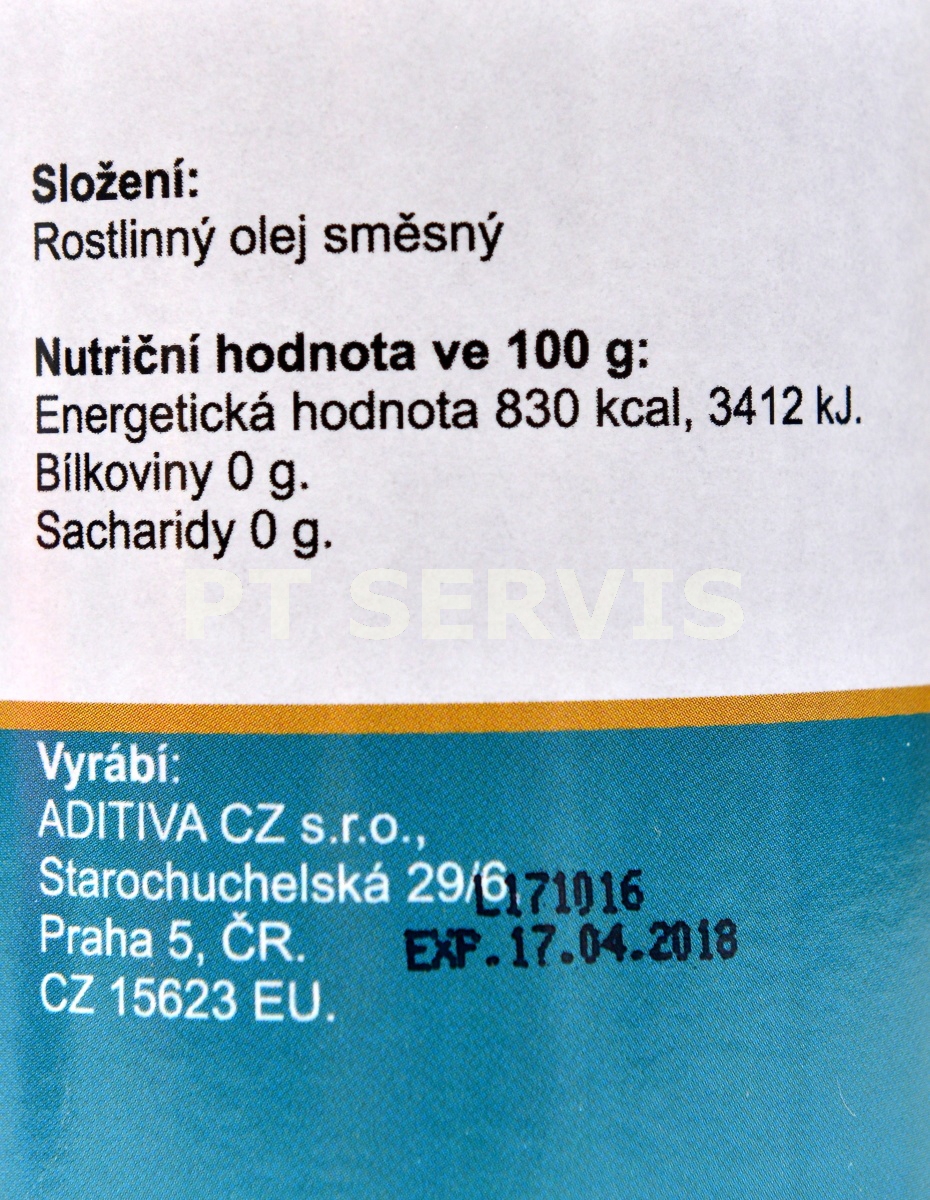 Složení:
Rostlinný olej směsný
Nutriční hodnota ve 100 g:
Energetická hodnota 830 kcal, 3412 kJ.
Bílkoviny 0 g.
Sacharidy 0 g.
PT SERVIS
Vyrábí:
ADITIVA CZ s.r.o.,
Starochuchelská 29/6
L171016
Praha 5, ČR.
EXP.17.04.2018
CZ 15623 EU.